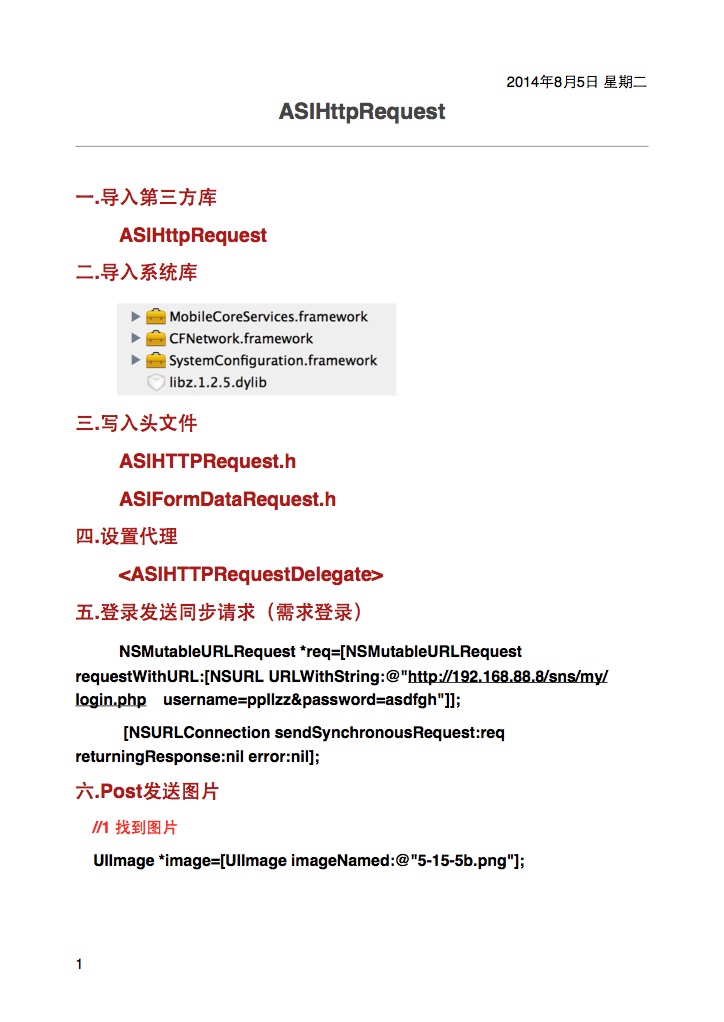 2014年8月5日 星期二
ASIHttpRequest
一.导入第三方库
ASIHttpRequest
二.导入系统库
MobileCoreServices.framework
CFNetwork.framework
SystemConfiguration.framework
libz.1.2.5.dylib
三.写入头文件
ASIHTTPRequest.h
ASIFormDataRequest.h
四.设置代理
<ASIHTTPRequestDelegate>
五.登录发送同步请求（需求登录）
NSMutableURLRequest *req=[NSMutableURLRequest
requestWithURL:[NSURL URLWithString:@"http://192.168.88.8/sns/my/
login.php username=ppllzz&password=asdfgh"]];
[NSURLConnection sendSynchronousRequest:req
returningResponse:nil error:nil];
六.Post发送图片
//1 找到图片
UIImage *image=[UIImage imageNamed:@"5-15-5b.png"];
1